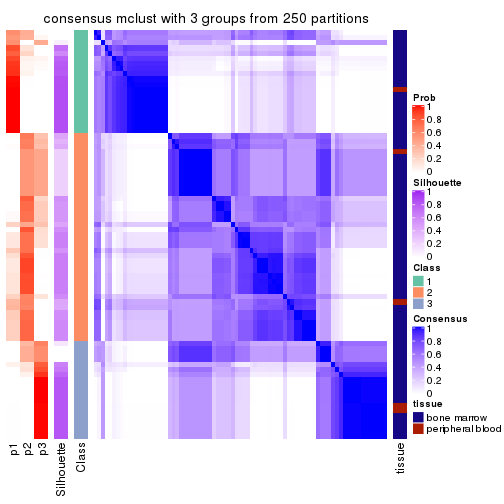 consensus mclust with 3 groups from 250 partitions
Prob
1
0.8
0.6
0.4
0.2
0
Silhouette
1
0.8
0.6
0.4
0.2
0
Class
1
2
3
Consensus
1
0.8
0.6
0.4
0.2
0
tissue
bone marrow
peripheral blood
p1
p2
p3
Silhouette
Class
tissue